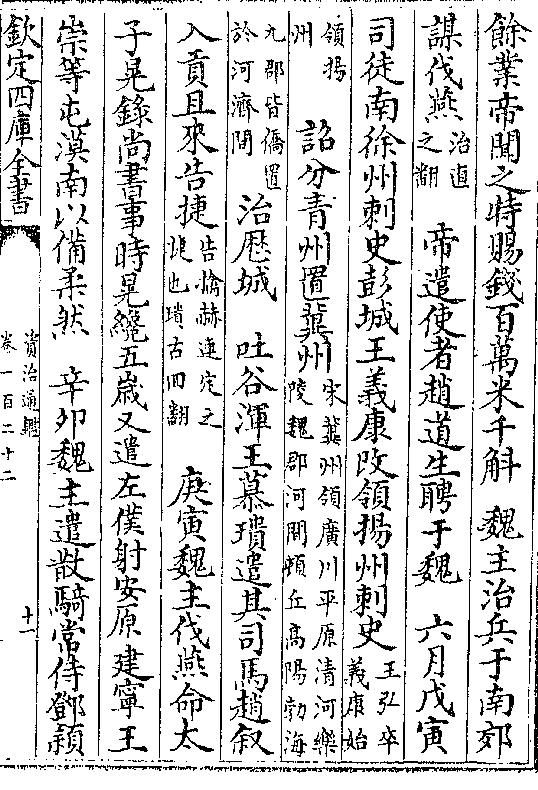 餘業帝聞之特賜錢百萬米千斛　魏主治兵于南郊
謀伐燕治直之翻　帝遣使者趙道生聘于魏　六月戊寅
司徒南徐州刺史彭城王義康改領揚州刺史王弘卒義康始
領揚州　詔分青州置冀州宋冀州領廣川平原清河樂陵魏郡河間頓丘高陽勃海
九郡皆僑置於河濟間　治歷城　吐谷渾王慕璝遣其司馬趙叙
入貢且來告捷告擒赫連定之捷也璝古回翻　庚寅魏主伐燕命太
子晃錄尚書事時晃纔五歲又遣左僕射安原建寧王
崇等屯漠南以備柔然　辛卯魏主遣散騎常侍鄧穎
欽定四庫全書
資治通鑑
卷一百二十二
十一